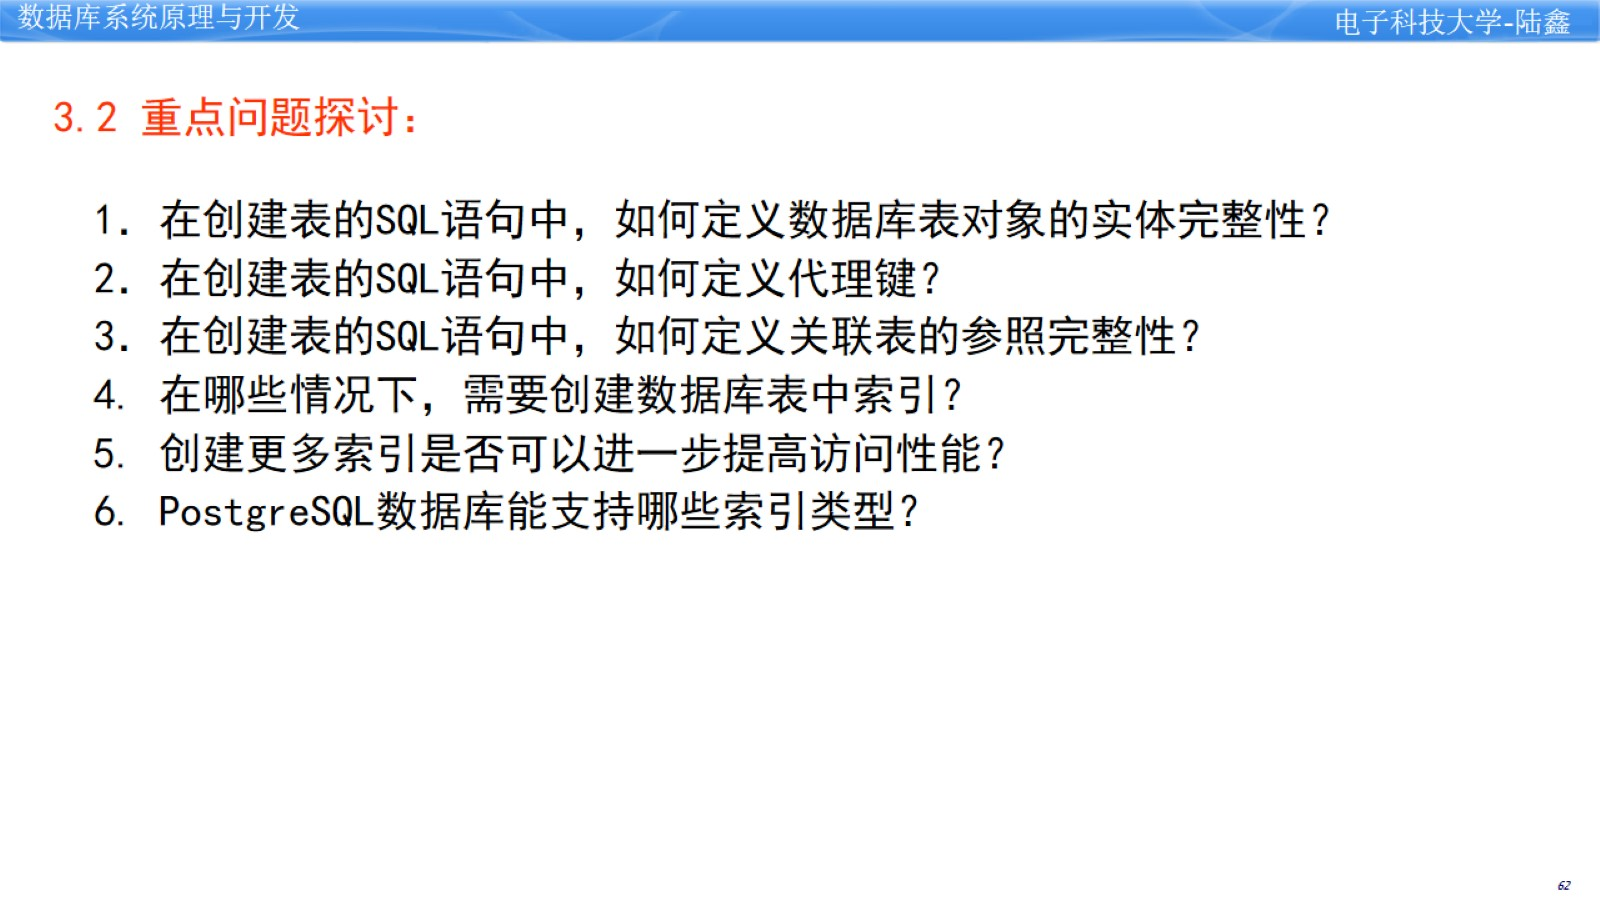 数据库系统原理与开发
电子科技大学-陆鑫
3.2 重点问题探讨：
1. 在创建表的SQL语句中，如何定义数据库表对象的实体完整性？
2. 在创建表的SQL语句中，如何定义代理键？
3. 在创建表的SQL语句中，如何定义关联表的参照完整性？
4. 在哪些情况下，需要创建数据库表中索引？
5. 创建更多索引是否可以进一步提高访问性能？
6. PostgreSQL数据库能支持哪些索引类型？
62